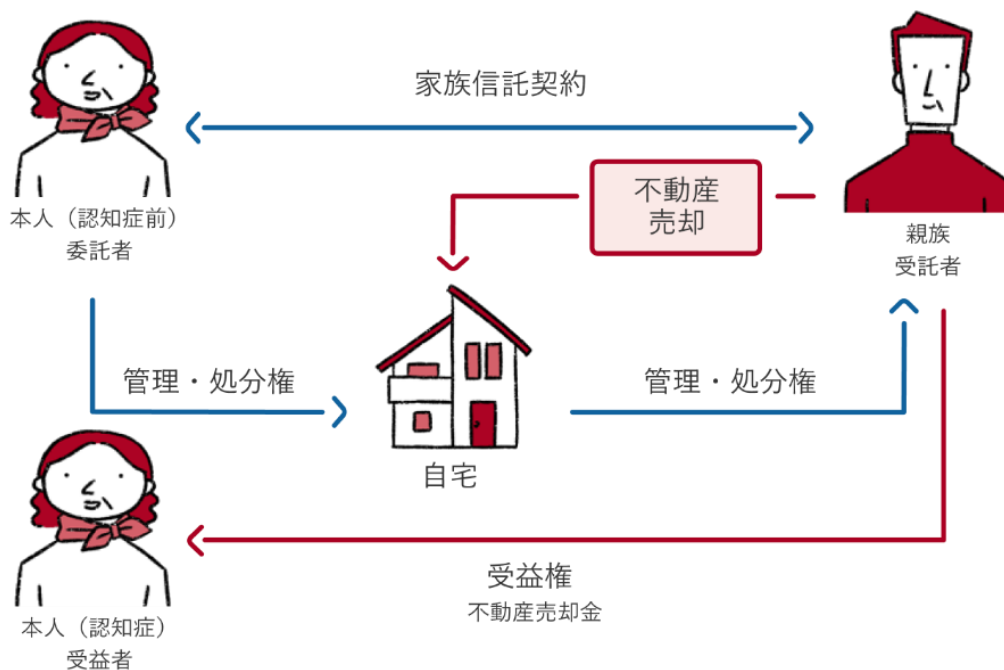 家族信託契約
不動産
売却
本人（認知症前）
委託者
親族
受託者
管理・処分権
管理・処分権
自宅
受益権
不動産売却金
本人（認知症）
受益者